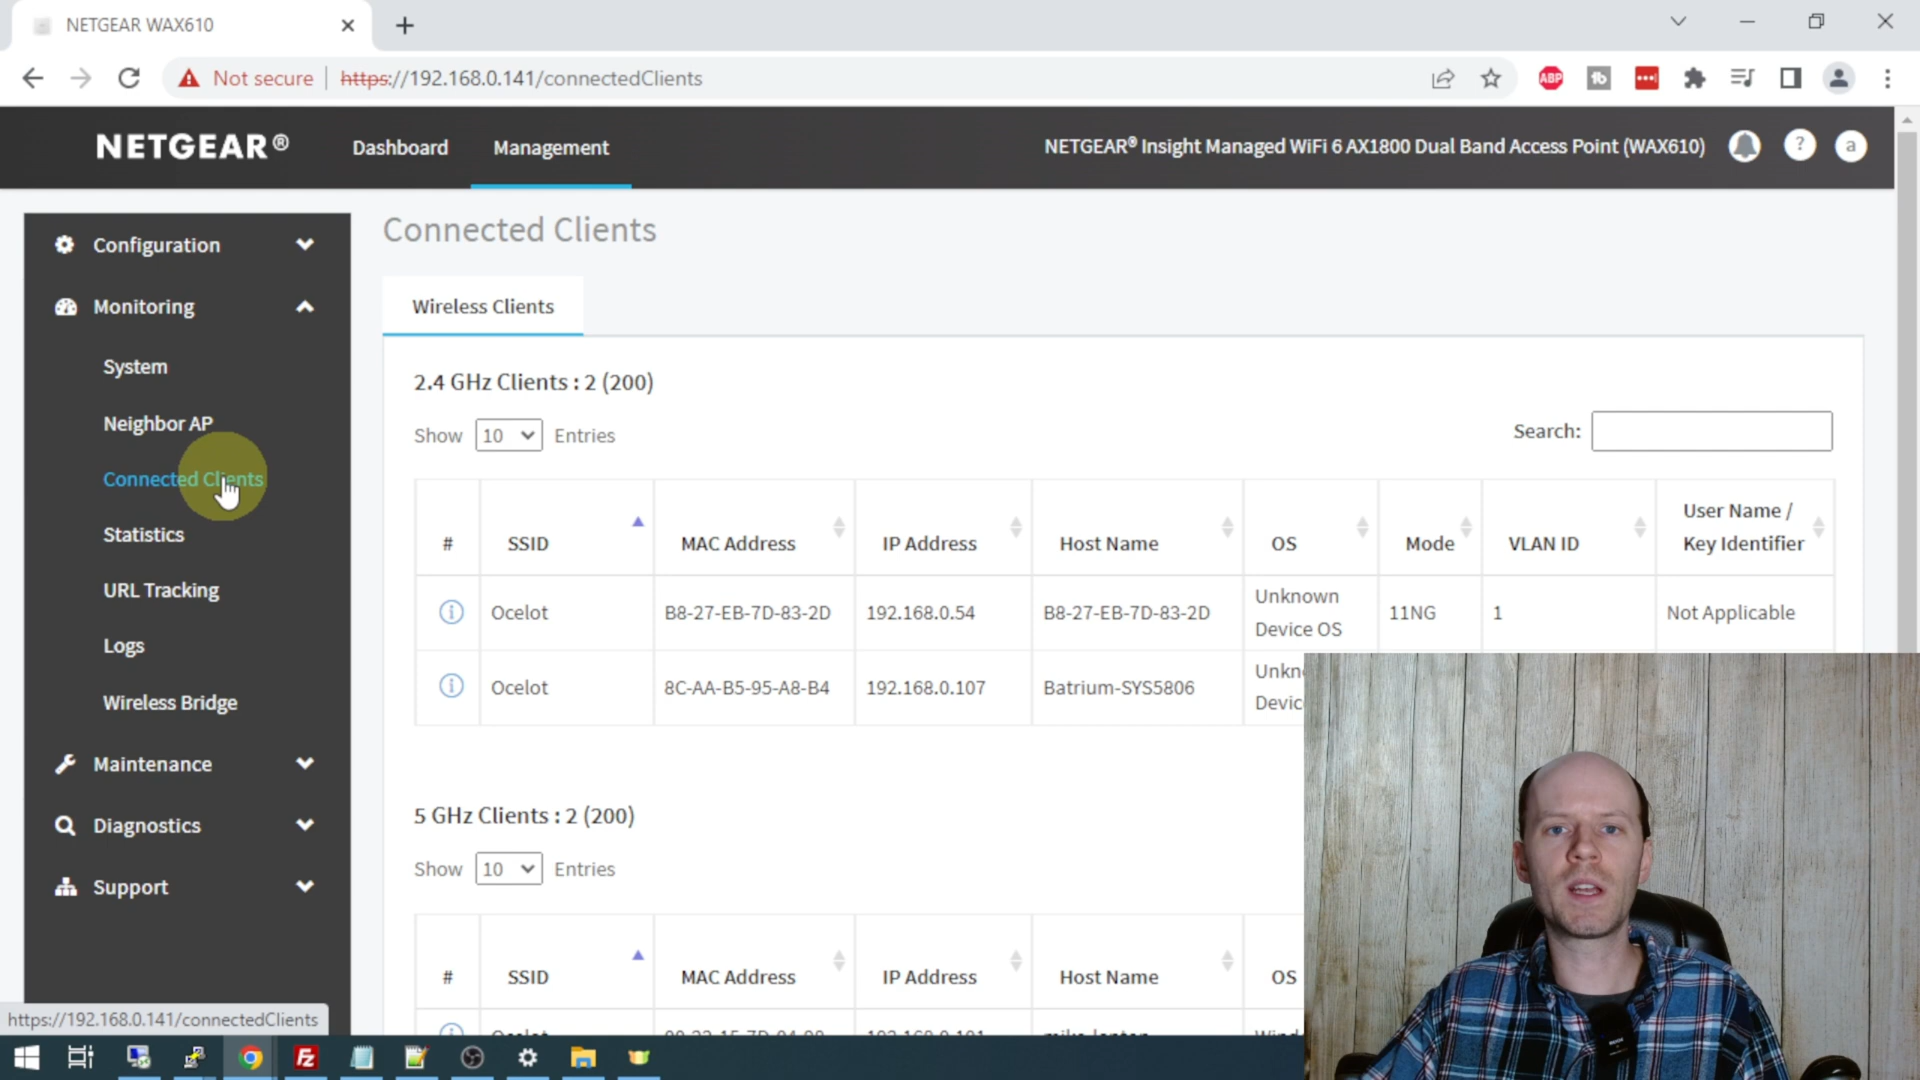 NETGEAR WAX610
Not secure https://192.168.0.141/connectedClients
ABP
NETGEAR® Dashboard Management NETGEAR® Insight Managed WiFi 6 AX1800 Dual Band Access Point (WAX610) ? a
Configuration
Monitoring
System
Neighbor AP
Connected Clients
Statistics
URL Tracking
Logs
Wireless Bridge
Maintenance
Diagnostics
Support
Connected Clients
Wireless Clients
2.4 GHz Clients : 2 (200)
Show 10 Entries Search:
# SSID MAC Address IP Address Host Name OS Mode VLAN ID User Name / Key Identifier
Ocelot B8-27-EB-7D-83-2D 192.168.0.54 B8-27-EB-7D-83-2D Unknown Device OS 11NG 1 Not Applicable
Ocelot 8C-AA-B5-95-A8-B4 192.168.0.107 Batrium-SYS5806
5 GHz Clients : 2 (200)
Show 10 Entries
# SSID MAC Address IP Address Host Name OS
https://192.168.0.141/connectedClients